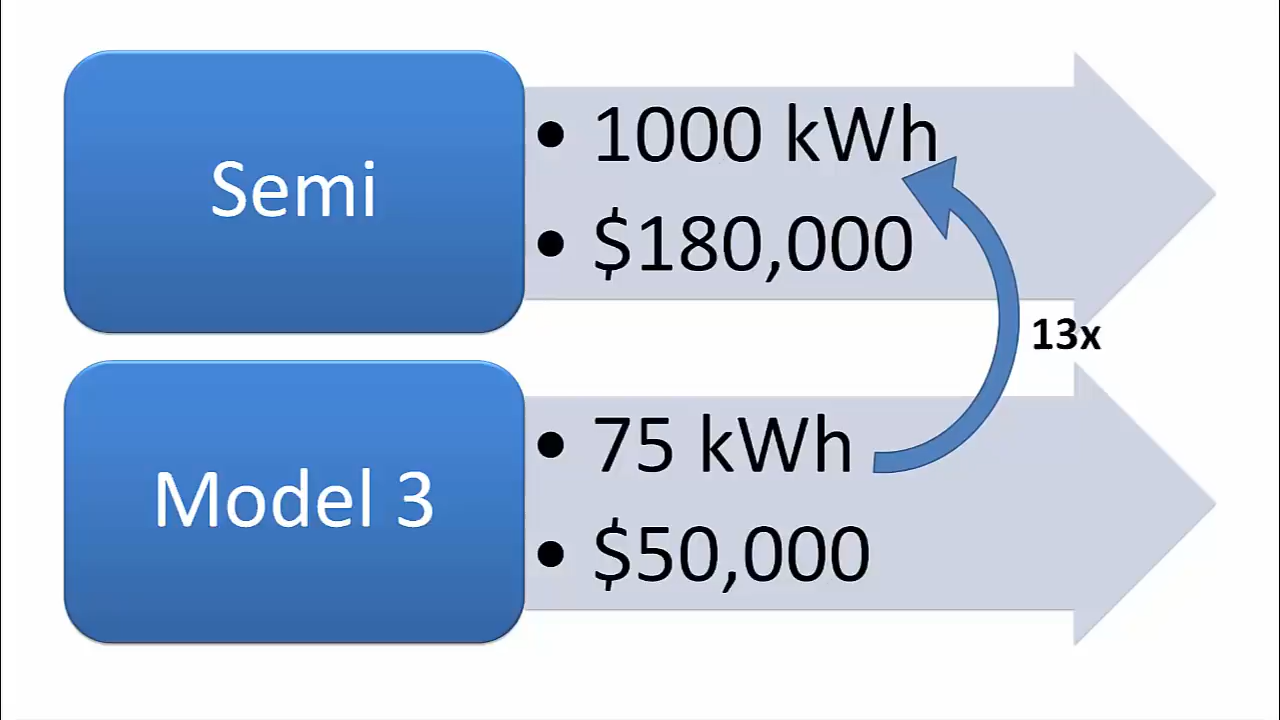 Semi
• 1000 kWh
• $180,000
13x
Model 3
• 75 kWh
• $50,000